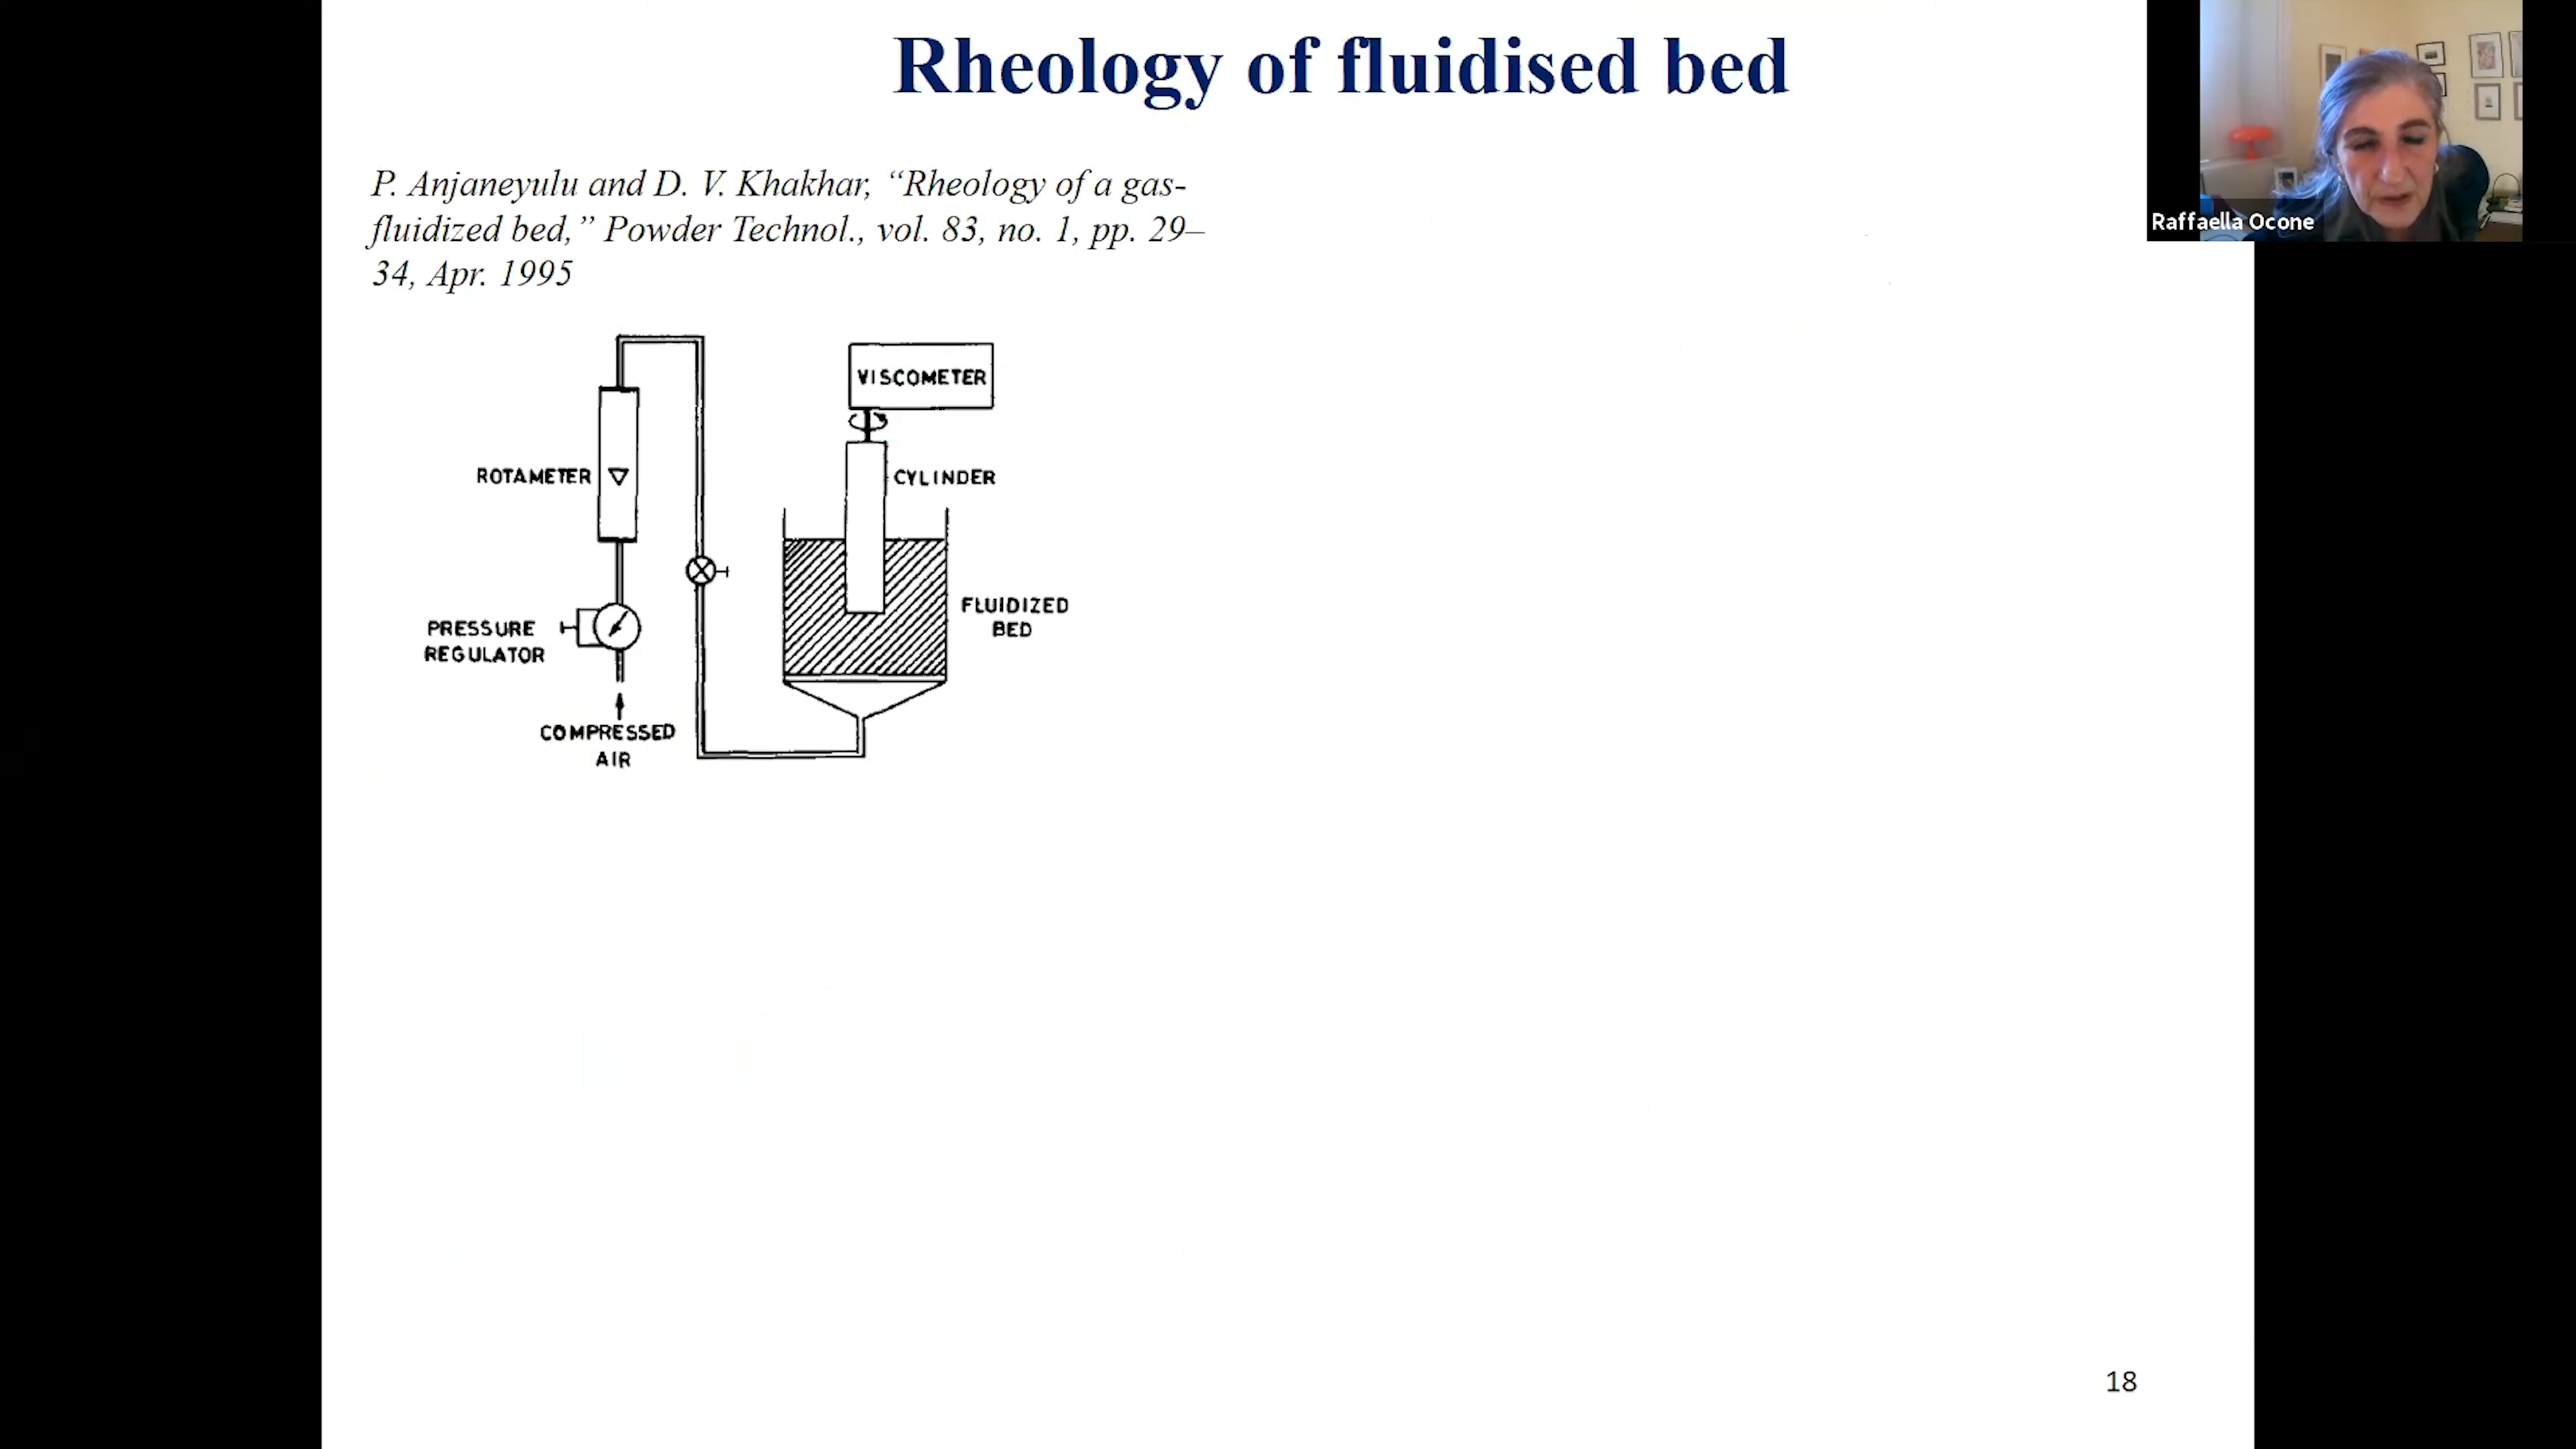 Rheology of fluidised bed
Raffaella Ocone
P. Anjaneyulu and D. V. Khakhar, “Rheology of a gas-
fluidized bed,” Powder Technol., vol. 83, no. 1, pp. 29–
34, Apr. 1995
VISCOMETER
ROTAMETER
CYLINDER
FLUIDIZED
BED
PRESSURE
REGULATOR
COMPRESSED
AIR
18